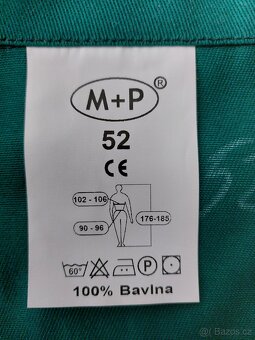 M+P®
52
CE
102 - 106
176-185
90 - 96
60°
P
100% Bavlna
Bazos.cz